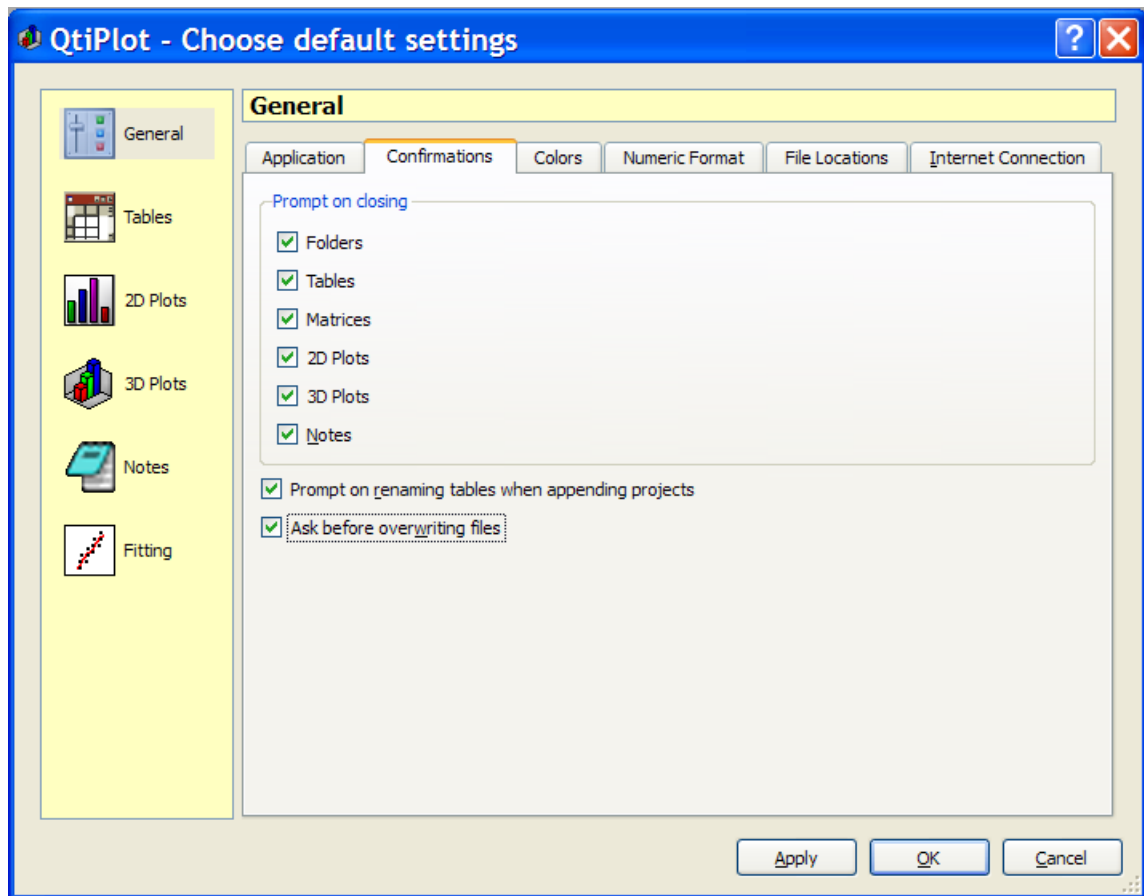 QtiPlot - Choose default settings
General
Tables
2D Plots
3D Plots
Notes
Fitting
General
Application Confirmations Colors Numeric Format File Locations Internet Connection
Prompt on closing
Folders
Tables
Matrices
2D Plots
3D Plots
Notes
Prompt on renaming tables when appending projects
Ask before overwriting files
Apply OK Cancel